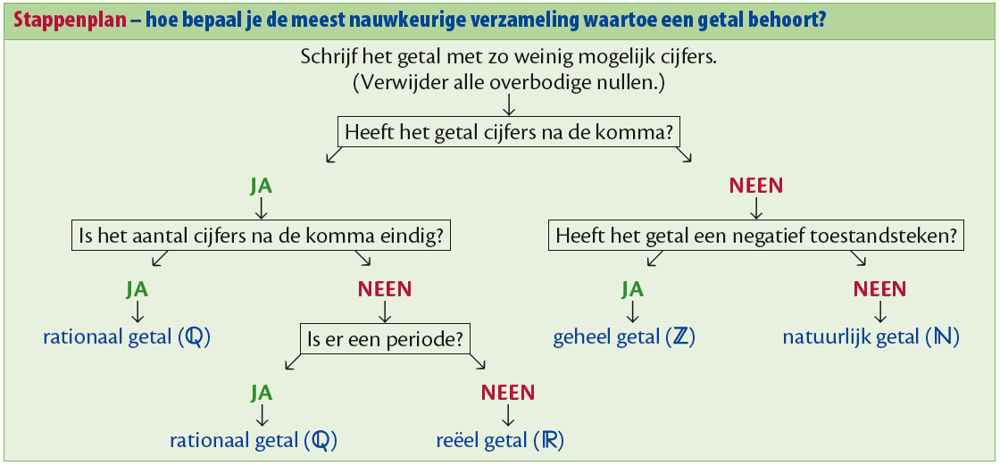 Stappenplan – hoe bepaal je de meest nauwkeurige verzameling waartoe een getal behoort?
Schrijf het getal met zo weinig mogelijk cijfers.
(Verwijder alle overbodige nullen.)
Heeft het getal cijfers na de komma?
JA
NEEN
Is het aantal cijfers na de komma eindig?
Heeft het getal een negatief toestandsteken?
JA
NEEN
JA
NEEN
rationaal getal (ℚ)
Is er een periode?
geheel getal (ℤ)
natuurlijk getal (ℕ)
JA
NEEN
rationaal getal (ℚ)
reëel getal (ℝ)